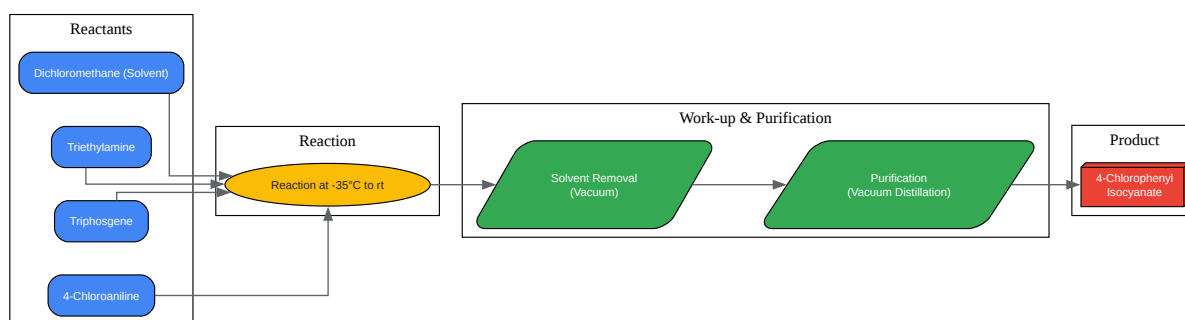 Reactants
Dichloromethane (Solvent)
Triethylamine
Triphosgene
4-Chloroaniline
Reaction
Reaction at -35°C to rt
Work-up & Purification
Solvent Removal
(Vacuum)
Purification
(Vacuum Distillation)
Product
4-Chlorophenyl
Isocyanate